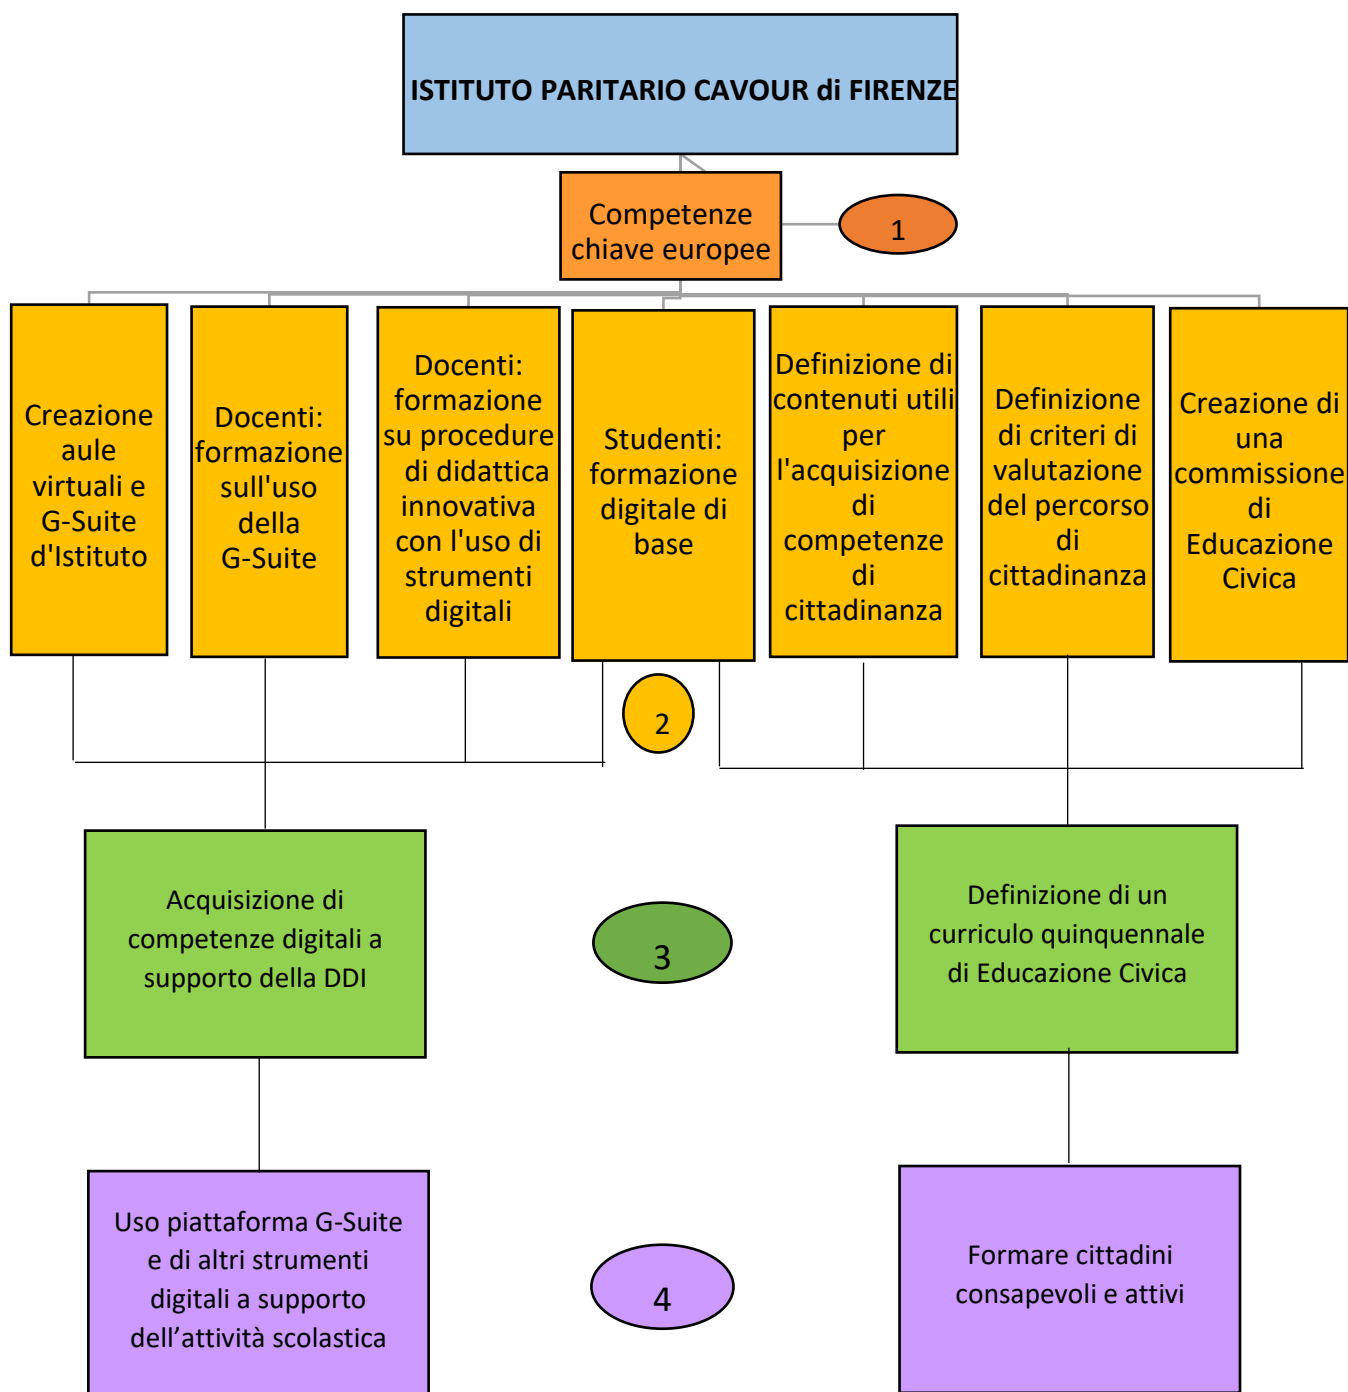 ISTITUTO PARITARIO CAVOUR di FIRENZE
Competenze
chiave europee
1
Creazione
aule
virtuali e
G-Suite
d'Istituto
Docenti:
formazione
sull'uso
della
G-Suite
Docenti:
formazione
su procedure
di didattica
innovativa
con l'uso di
strumenti
digitali
Studenti:
formazione
digitale di
base
Definizione di
contenuti utili
per
l'acquisizione
di
competenze
di
cittadinanza
Definizione
di criteri di
valutazione
del percorso
di
cittadinanza
Creazione di
una
commissione
di
Educazione
Civica
2
Acquisizione di
competenze digitali a
supporto della DDI
3
Definizione di un
curriculo quinquennale
di Educazione Civica
Uso piattaforma G-Suite
e di altri strumenti
digitali a supporto
dell’attività scolastica
4
Formare cittadini
consapevoli e attivi